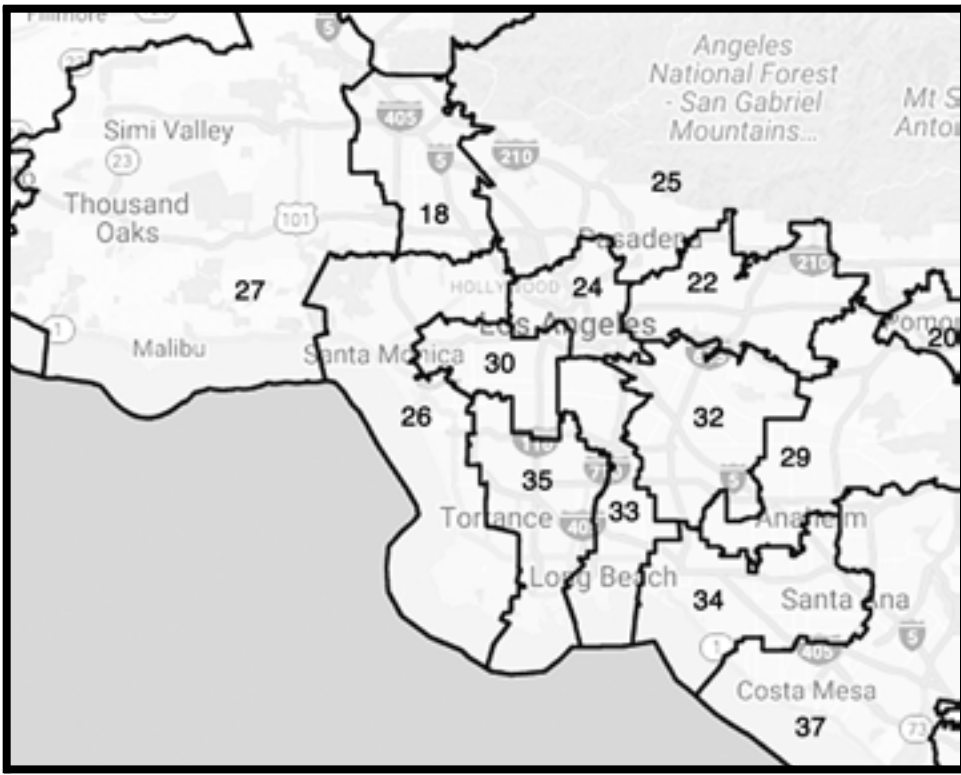 Fillmore
5
23
Angeles
National Forest
- San Gabriel
Mountains...
Mt S
Anto
405
Simi Valley
5
210
23
25
Thousand
Oaks
101
18
Pasadena
210
27
HOLLYWOOD
24
22
1
Los Angeles
Pomo
20
Malibu
Santa Monica
30
26
32
110
29
35
5
33
Torrance
405
Anaheim
Long Beach
34
Santa Ana
5
1
405
Costa Mesa
37
73